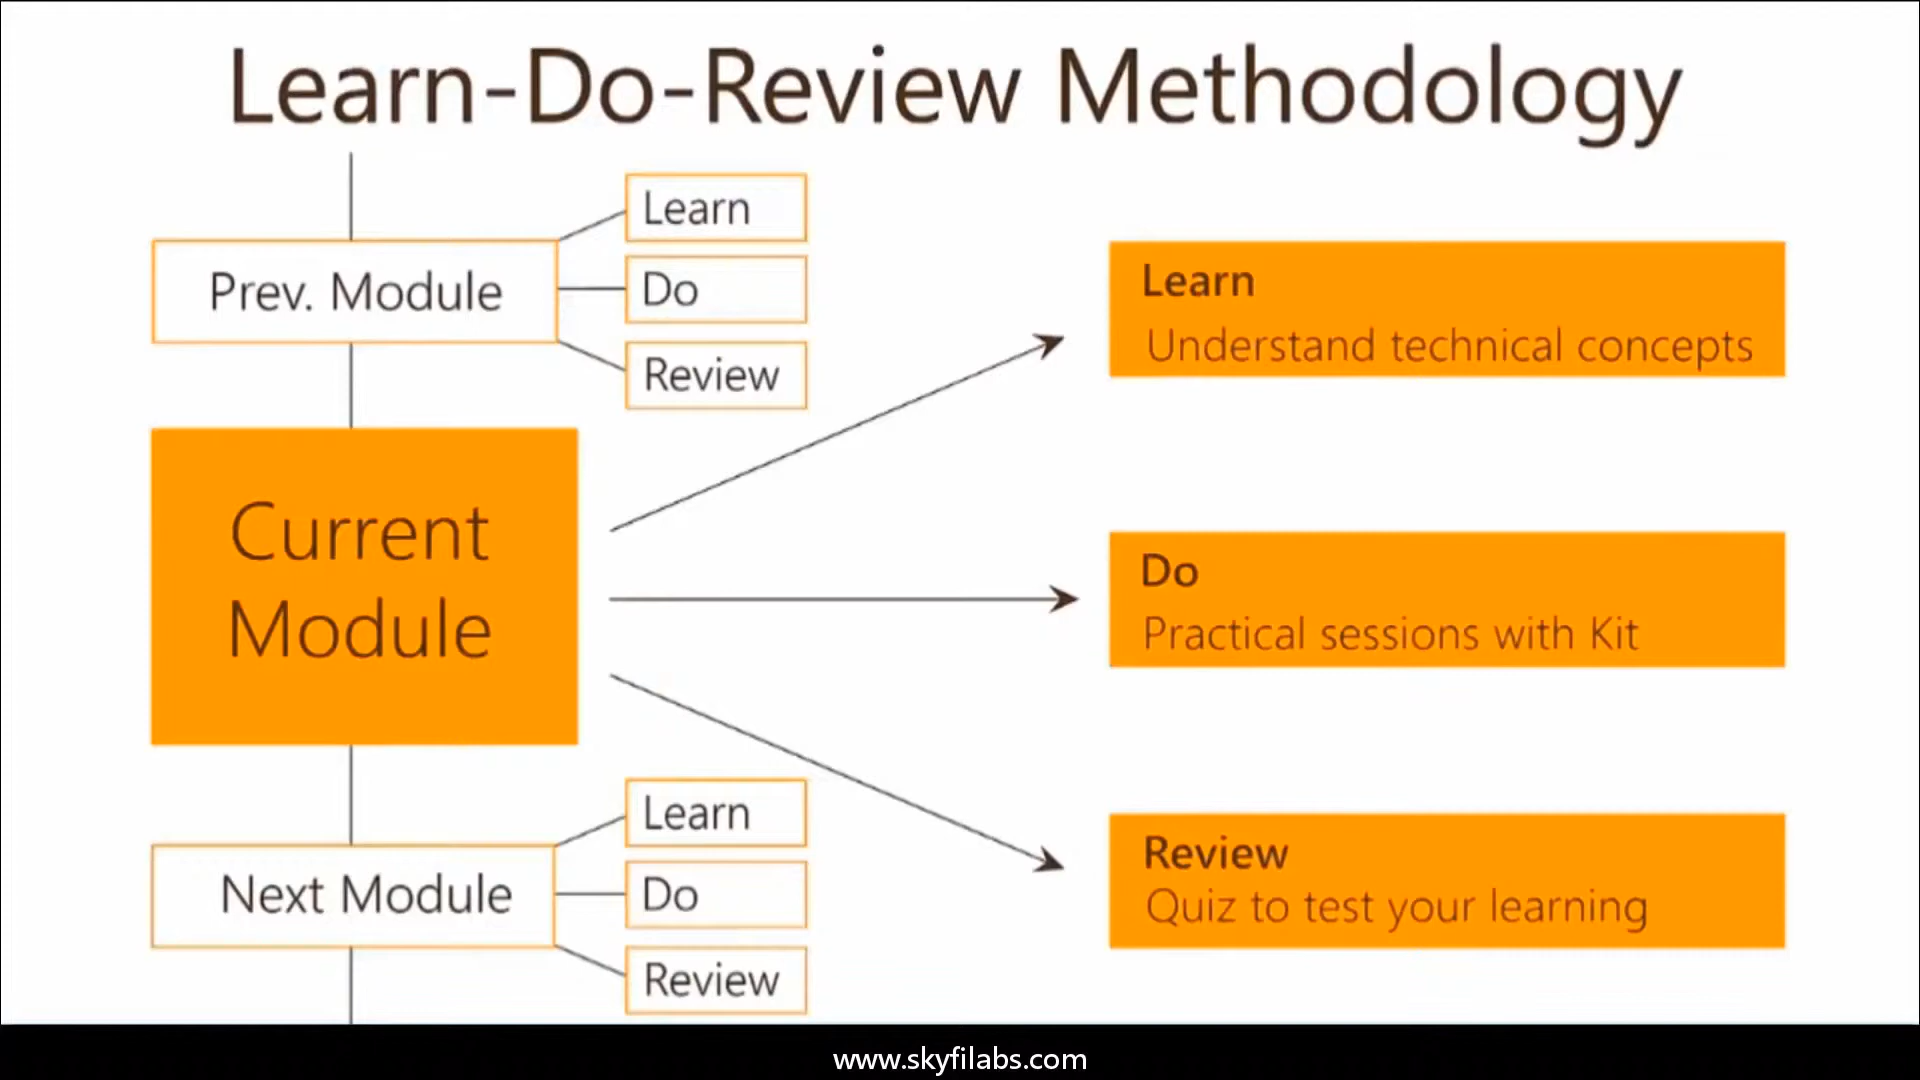 Learn-Do-Review Methodology
Prev. Module
Learn
Do
Review
Current
Module
Learn
Understand technical concepts
Do
Practical sessions with Kit
Review
Quiz to test your learning
Next Module
Learn
Do
Review
www.skyfilabs.com